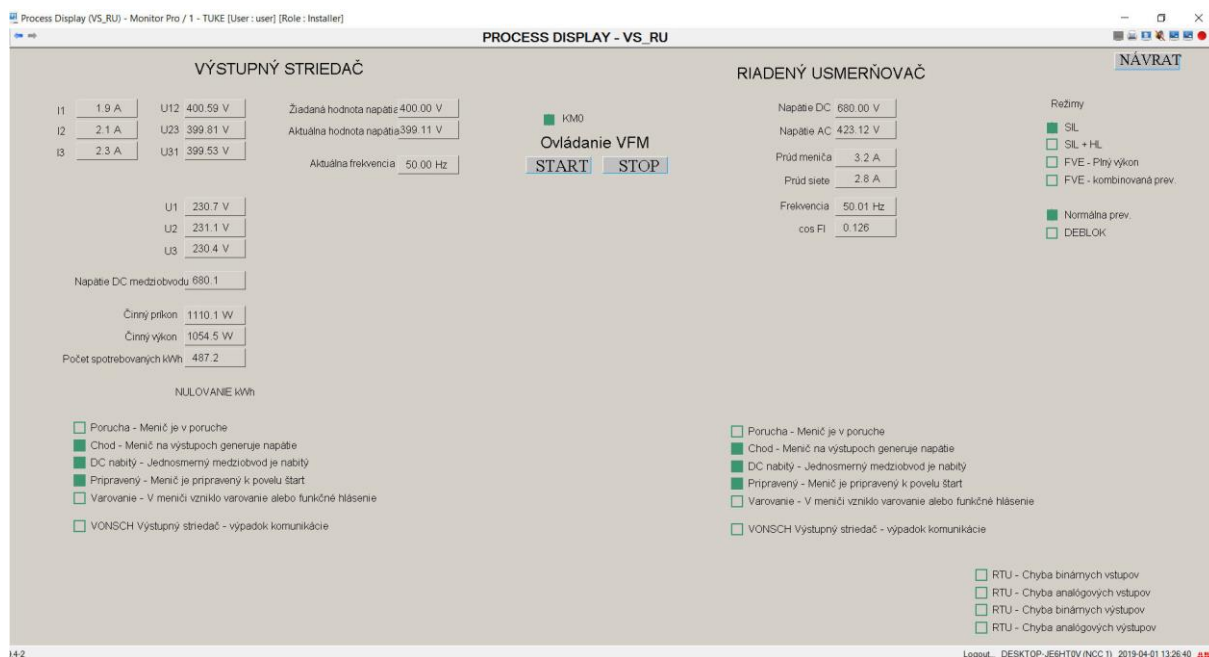 Process Display (VS_RU) - Monitor Pro / 1 - TUKE [User : user] [Role : Installer]
PROCESS DISPLAY - VS_RU
NÁVRAT
VÝSTUPNÝ STRIEDAČ
I1 1.9 A U12 400.59 V Žiadaná hodnota napätia 400.00 V
I2 2.1 A U23 399.81 V Aktuálna hodnota napätia 399.11 V
I3 2.3 A U31 399.53 V
Aktuálna frekvencia 50.00 Hz
U1 230.7 V
U2 231.1 V
U3 230.4 V
Napätie DC medziobvodu 680.1
Činný príkon 1110.1 W
Činný výkon 1054.5 W
Počet spotrebovaných kWh 487.2
NULOVANIE kWh
Porucha - Menič je v poruche
Chod - Menič na výstupoch generuje napätie
DC nabitý - Jednosmerný medziobvod je nabitý
Pripravený - Menič je pripravený k povelu štart
Varovanie - V meniči vzniklo varovanie alebo funkčné hlásenie
VONSCH Výstupný striedač - výpadok komunikácie
KM0
Ovládanie VFM
START STOP
RIADENÝ USMERŇOVAČ
Napätie DC 680.00 V
Napätie AC 423.12 V
Prúd meniča 3.2 A
Prúd siete 2.8 A
Frekvencia 50.01 Hz
cos FI 0.126
Režimy
SIL
SIL + HL
FVE - Plný výkon
FVE - kombinovaná prev.
Normálna prev.
DEBLOK
Porucha - Menič je v poruche
Chod - Menič na výstupoch generuje napätie
DC nabitý - Jednosmerný medziobvod je nabitý
Pripravený - Menič je pripravený k povelu štart
Varovanie - V meniči vzniklo varovanie alebo funkčné hlásenie
VONSCH Výstupný striedač - výpadok komunikácie
RTU - Chyba binárnych vstupov
RTU - Chyba analógových vstupov
RTU - Chyba binárnych výstupov
RTU - Chyba analógových výstupov
Logout.. DESKTOP-JE6HT0V (NCC 1) 2019-04-01 13:26:40